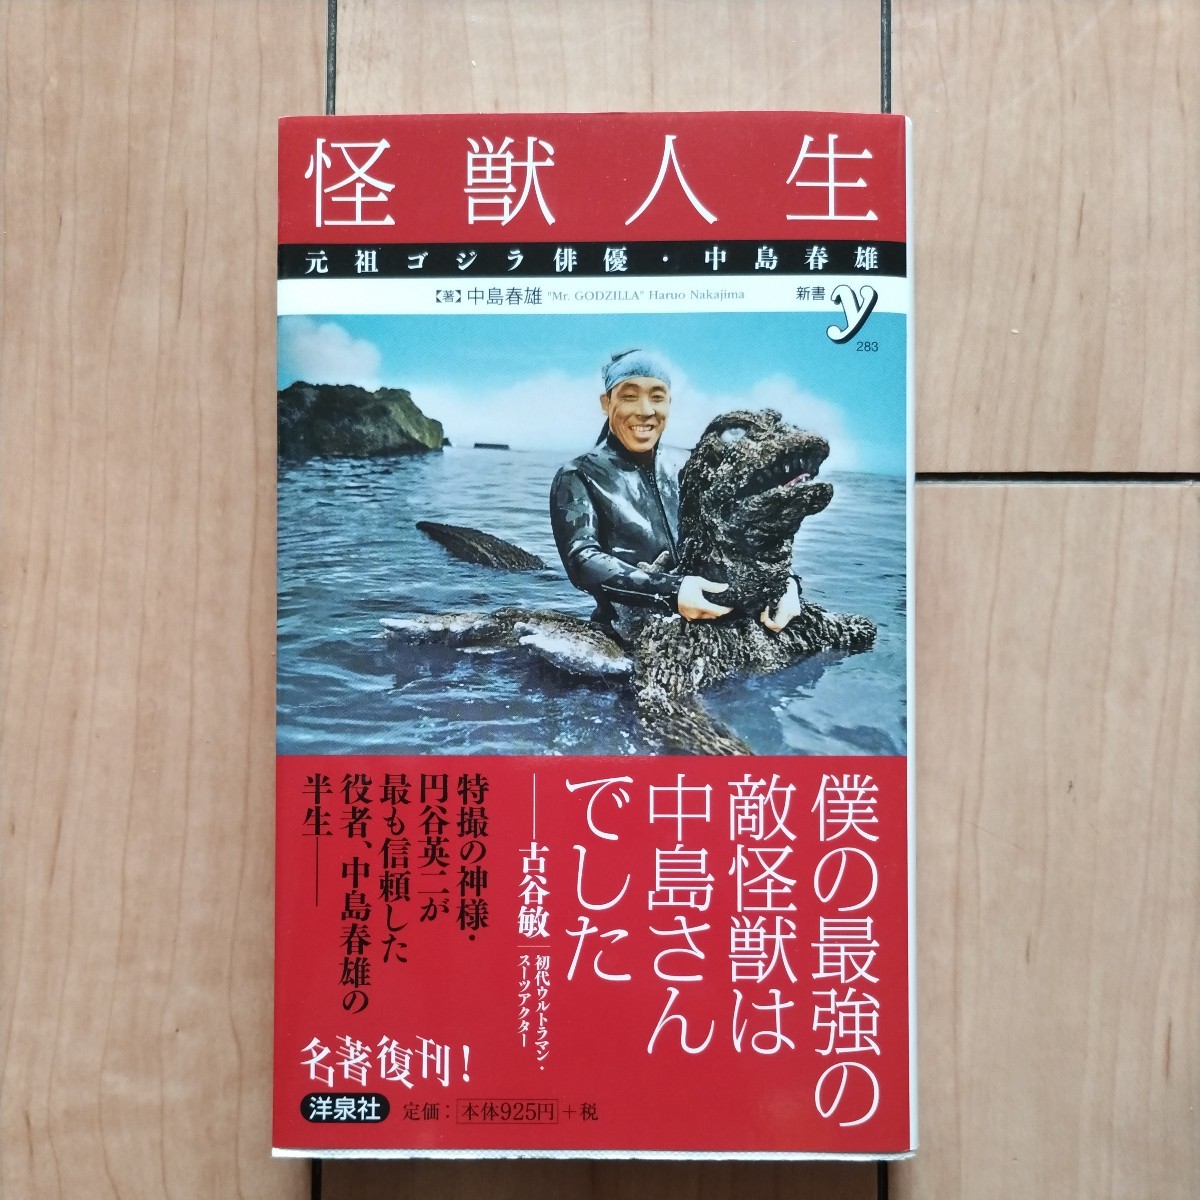 怪獣人生
元祖ゴジラ俳優・中島春雄
【著】中島春雄 "Mr. GODZILLA" Haruo Nakajima
新書y
283
僕の最強の
敵怪獣は
中島さん
でした
──古谷敏
初代ウルトラマン・
スーツアクター
特撮の神様・
円谷英二が
最も信頼した
役者、中島春雄の
半生──
名著復刊!
洋泉社 定価:本体925円+税